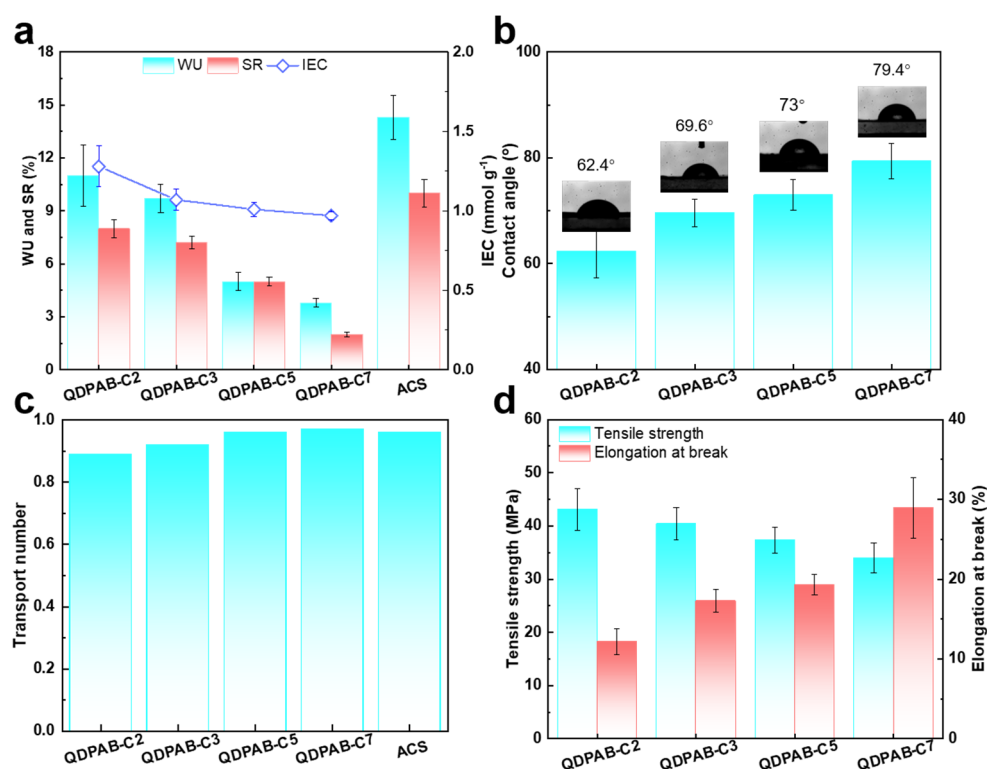 a
18
15
12
9
6
3
0
WU and SR (%)
WU
SR
IEC
2.0
1.5
1.0
0.5
0.0
IEC (mmol g⁻¹)
QDPAB-C2
QDPAB-C3
QDPAB-C5
QDPAB-C7
ACS
b
100
80
60
40
Contact angle (°)
62.4°
69.6°
73°
79.4°
QDPAB-C2
QDPAB-C3
QDPAB-C5
QDPAB-C7
c
1.0
0.8
0.6
0.4
0.2
0.0
Transport number
QDPAB-C2
QDPAB-C3
QDPAB-C5
QDPAB-C7
ACS
d
60
50
40
30
20
10
0
Tensile strength (MPa)
Tensile strength
Elongation at break
40
30
20
10
0
Elongation at break (%)
QDPAB-C2
QDPAB-C3
QDPAB-C5
QDPAB-C7